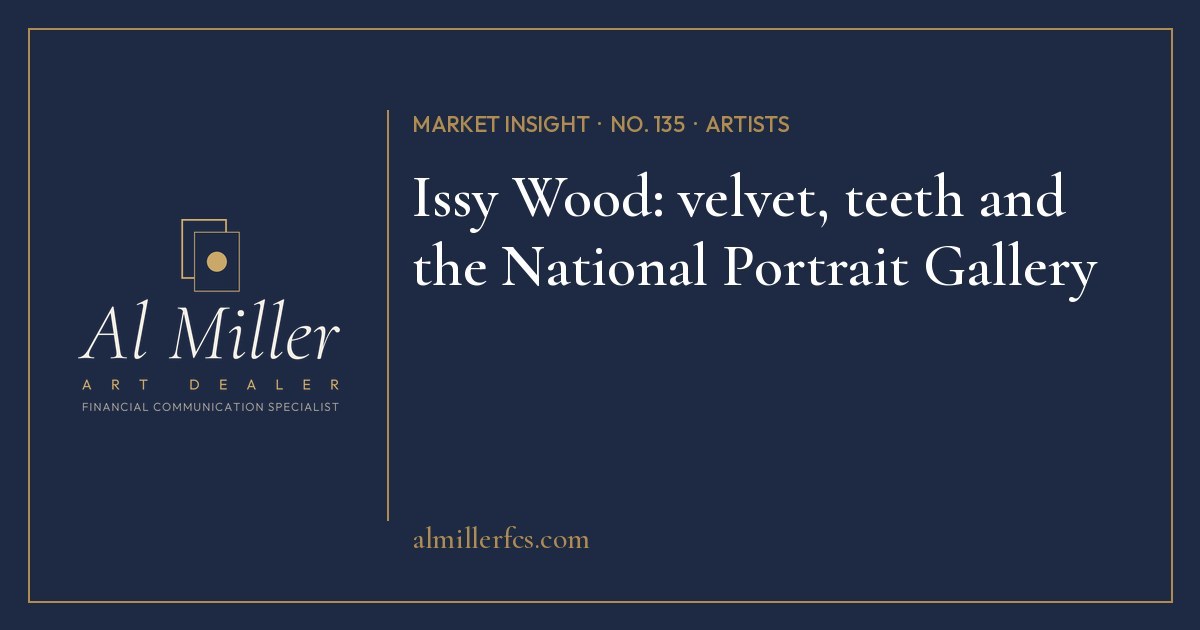 MARKET INSIGHT · NO. 135 · ARTISTS
Issy Wood: velvet, teeth and
the National Portrait Gallery
Al Miller
ART DEALER
FINANCIAL COMMUNICATION SPECIALIST
almillerfcs.com